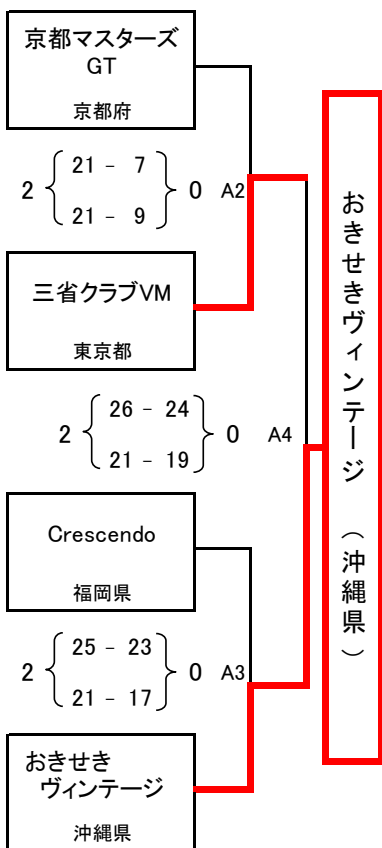 京都マスターズ
GT
京都府
2 { 21 - 7 } 0 A2
21 - 9
三省クラブVM
東京都
2 { 26 - 24 } 0 A4
21 - 19
Crescendo
福岡県
2 { 25 - 23 } 0 A3
21 - 17
おきせき
ヴィンテージ
沖縄県
おきせきヴィンテージ (沖縄県)